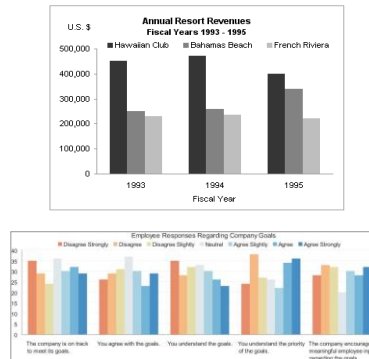 Annual Resort Revenues
U.S. $
Fiscal Years 1993 - 1995
Hawaiian Club Bahamas Beach French Riviera
500,000
400,000
300,000
200,000
100,000
0
1993 1994 1995
Fiscal Year
Employee Responses Regarding Company Goals
Disagree Strongly Disagree Disagree Slightly Neutral Agree Slightly Agree Agree Strongly
40
35
30
25
20
15
10
5
0
The company is on track You agree with the goals. You understand the goals. You understand the priority The company encourag
to meet its goals. of the goals. meaningful employee
regarding the goals.